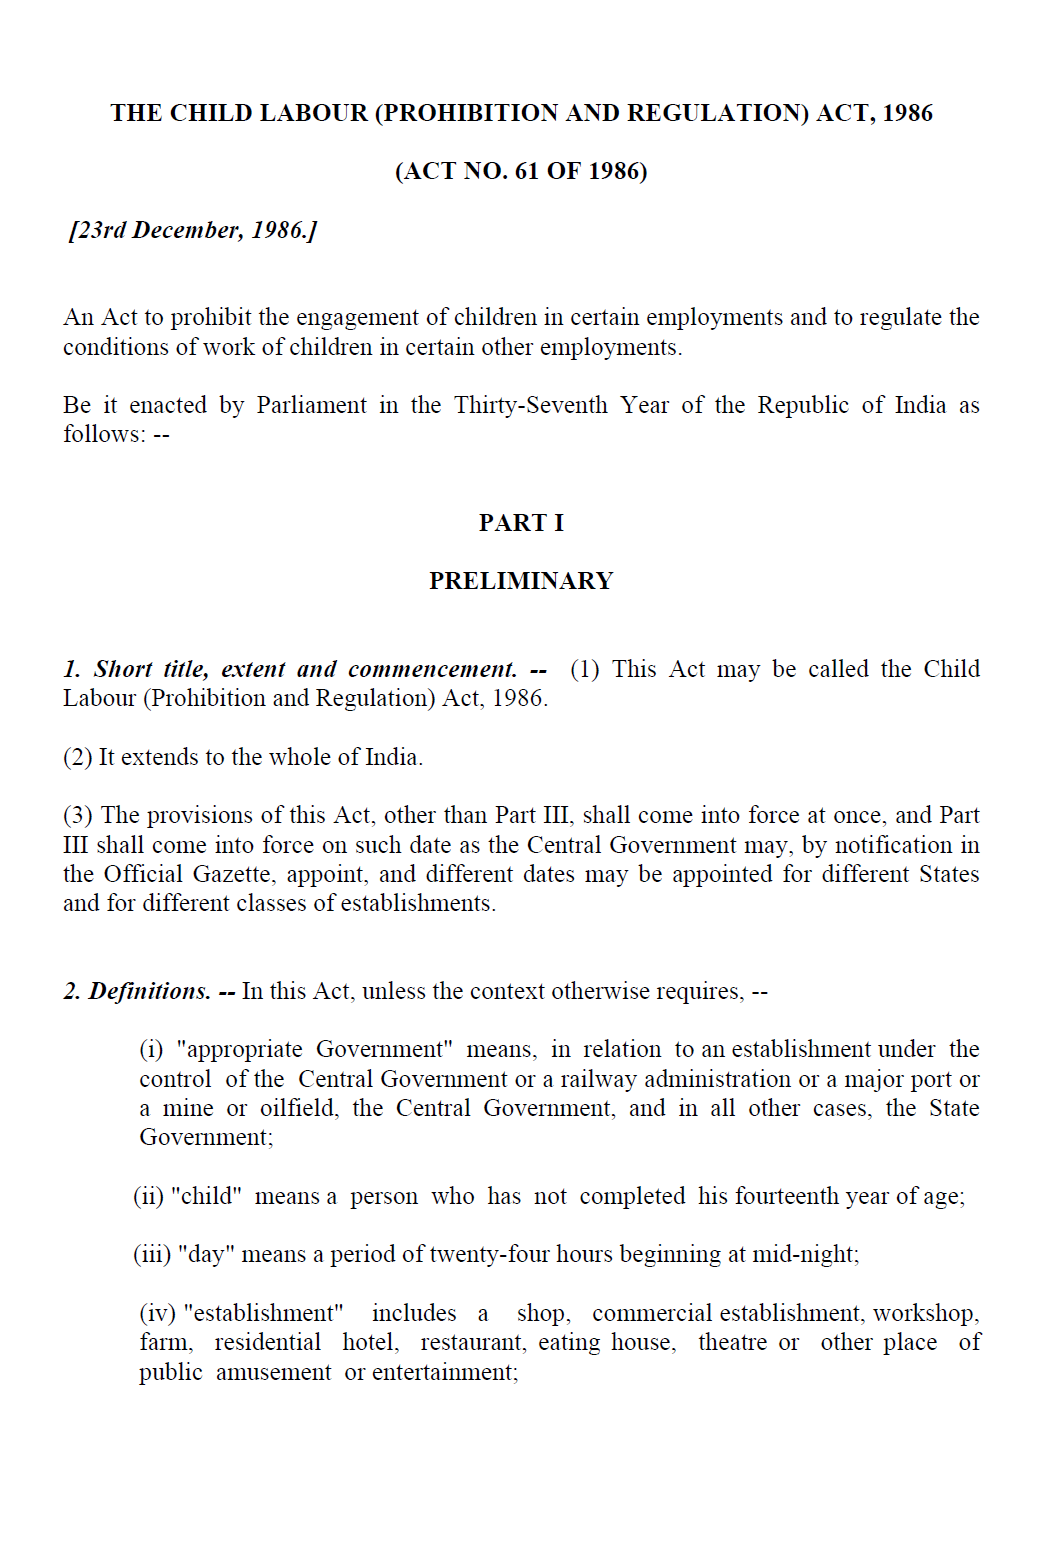 THE CHILD LABOUR (PROHIBITION AND REGULATION) ACT, 1986
(ACT NO. 61 OF 1986)
[23rd December, 1986.]
An Act to prohibit the engagement of children in certain employments and to regulate the
conditions of work of children in certain other employments.
Be it enacted by Parliament in the Thirty-Seventh Year of the Republic of India as
follows: --
PART I
PRELIMINARY
1. Short title, extent and commencement. -- (1) This Act may be called the Child
Labour (Prohibition and Regulation) Act, 1986.
(2) It extends to the whole of India.
(3) The provisions of this Act, other than Part III, shall come into force at once, and Part
III shall come into force on such date as the Central Government may, by notification in
the Official Gazette, appoint, and different dates may be appointed for different States
and for different classes of establishments.
2. Definitions. -- In this Act, unless the context otherwise requires, --
(i) "appropriate Government" means, in relation to an establishment under the
control of the Central Government or a railway administration or a major port or
a mine or oilfield, the Central Government, and in all other cases, the State
Government;
(ii) "child" means a person who has not completed his fourteenth year of age;
(iii) "day" means a period of twenty-four hours beginning at mid-night;
(iv) "establishment" includes a shop, commercial establishment, workshop,
farm, residential hotel, restaurant, eating house, theatre or other place of
public amusement or entertainment;